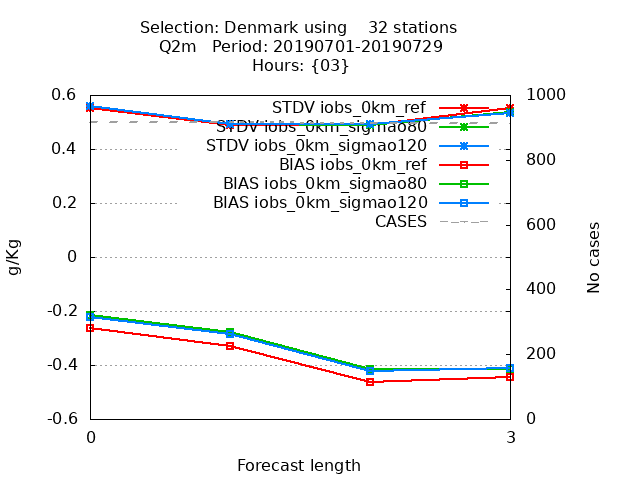 Selection: Denmark using    32 stations
Q2m   Period: 20190701-20190729
Hours: {03}
0.6
0.4
0.2
0
-0.2
-0.4
-0.6
g/Kg
1000
800
600
400
200
0
No cases
STDV iobs_0km_ref
STDV iobs_0km_sigmao80
STDV iobs_0km_sigmao120
BIAS iobs_0km_ref
BIAS iobs_0km_sigmao80
BIAS iobs_0km_sigmao120
CASES
0
3
Forecast length